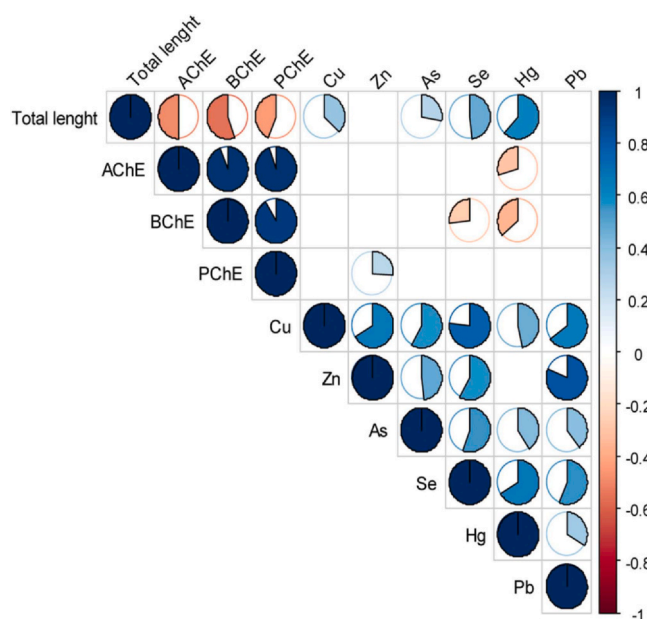 Total lenght
AChE
BChE
PChE
Cu
Zn
As
Se
Hg
Pb
Total lenght
AChE
BChE
PChE
Cu
Zn
As
Se
Hg
Pb
1
0.8
0.6
0.4
0.2
0
-0.2
-0.4
-0.6
-0.8
-1